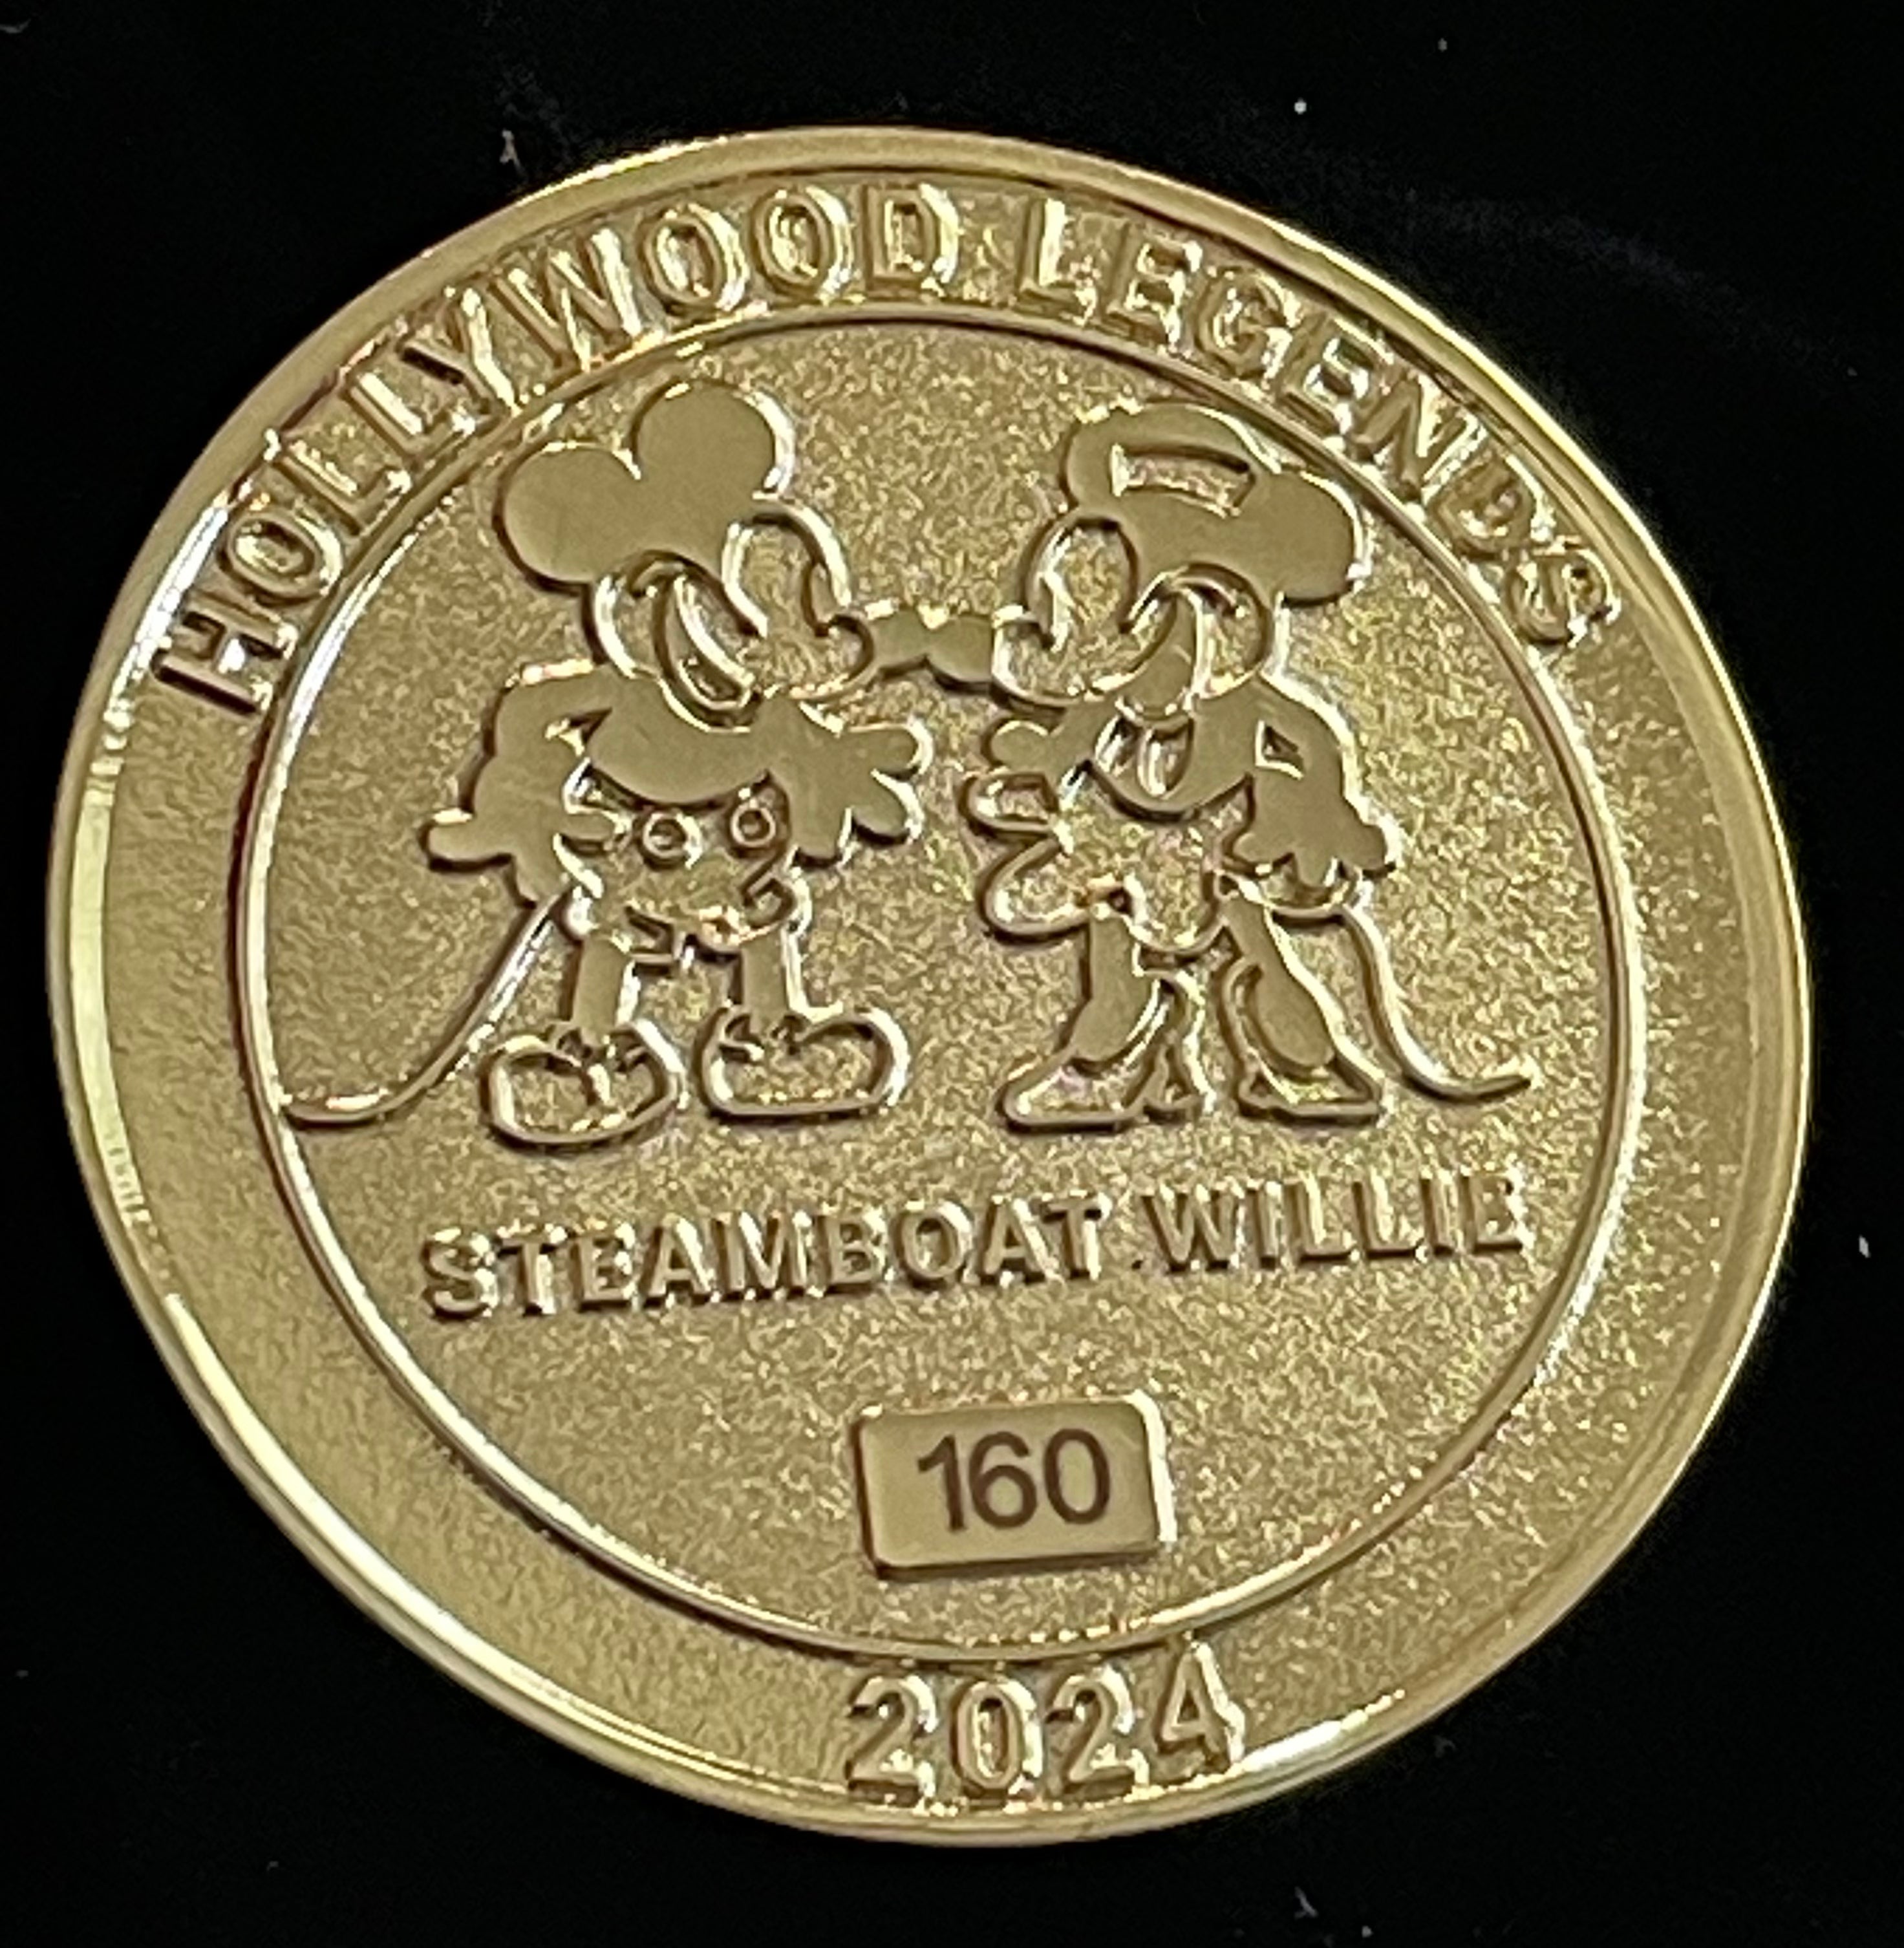 HOLLYWOOD LEGENDS
STEAMBOAT WILLIE
160
2024